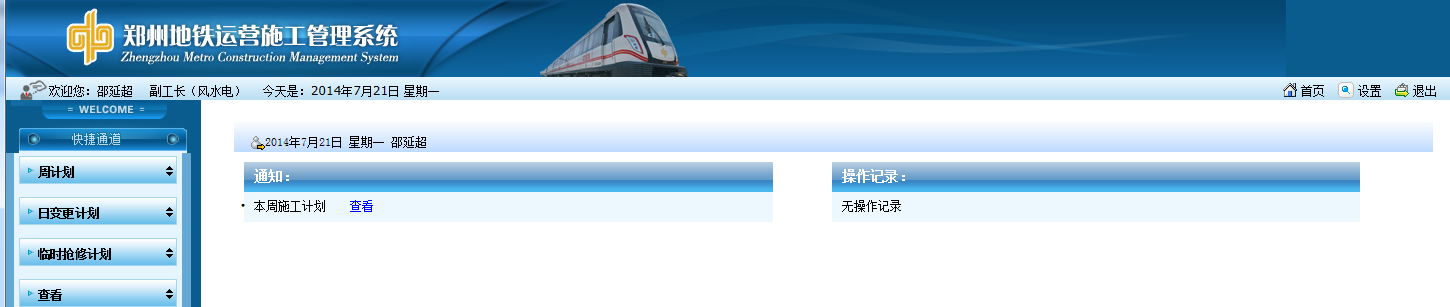 郑州地铁运营施工管理系统
Zhengzhou Metro Construction Management System
欢迎您：邵延超 副工长（风水电） 今天是：2014年7月21日 星期一 首页 设置 退出
= WELCOME =
快捷通道
周计划
日变更计划
临时抢修计划
查看
2014年7月21日 星期一 邵延超
通知：
本周施工计划 查看
操作记录：
无操作记录